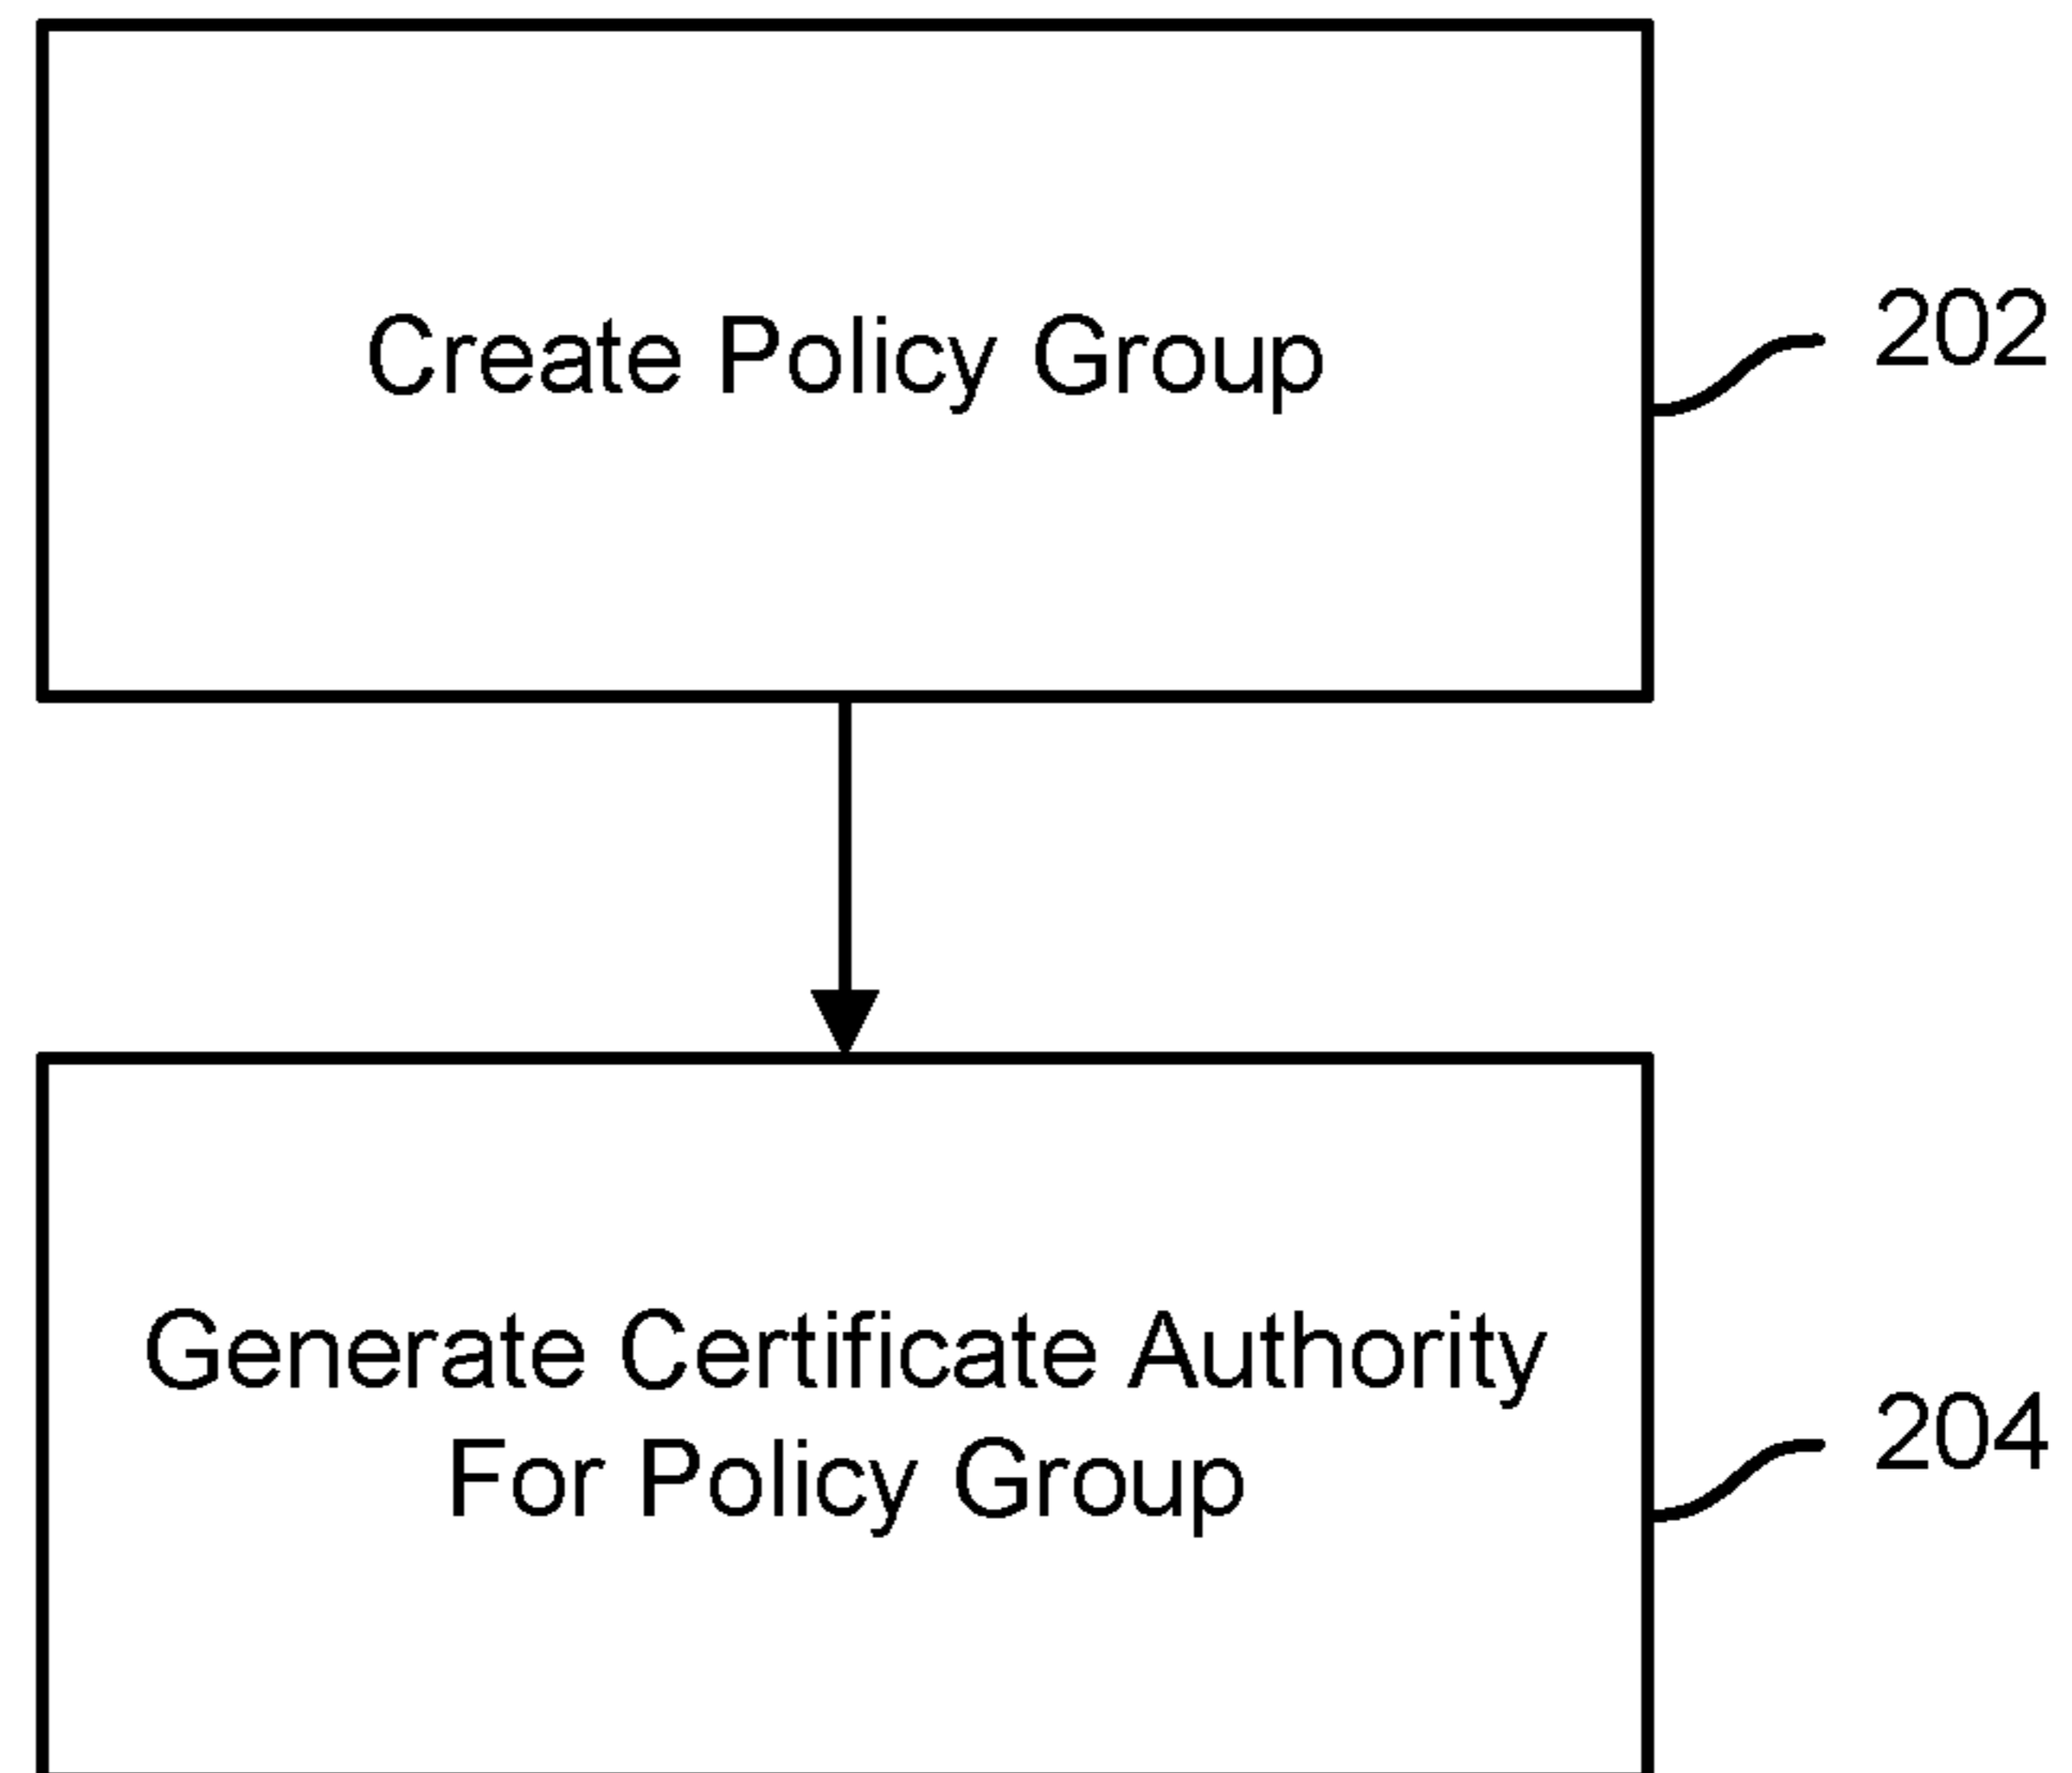 Create Policy Group
202
Generate Certificate Authority
For Policy Group
204